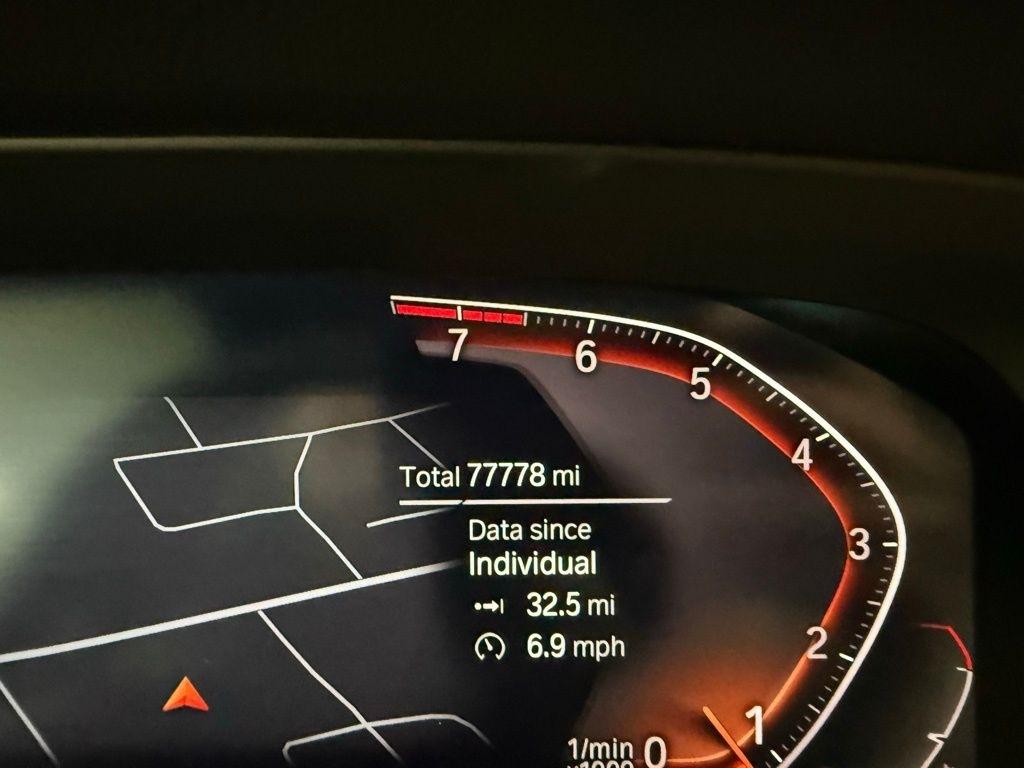 7
6
5
4
Total 77778 mi
Data since
Individual
3
32.5 mi
2
6.9 mph
1
1/min 0
x1000